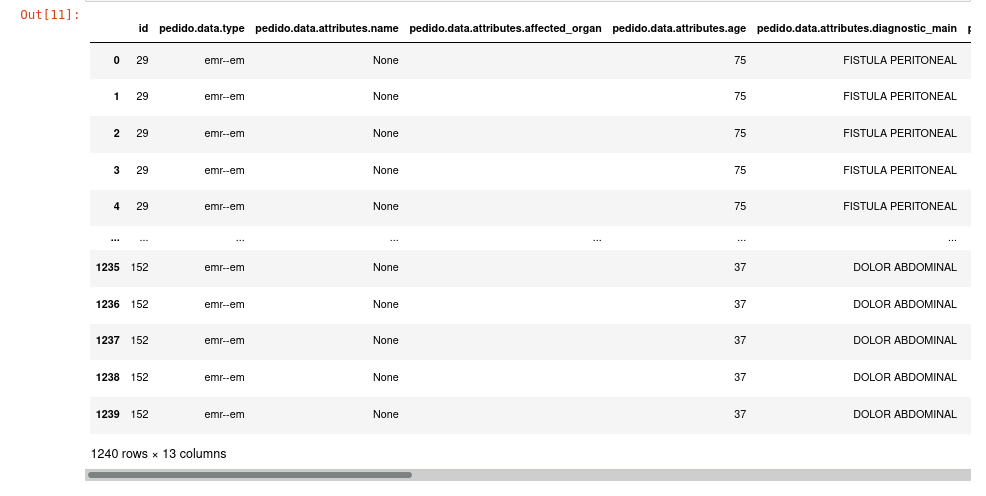 Out[11]:
id pedido.data.type pedido.data.attributes.name pedido.data.attributes.affected_organ pedido.data.attributes.age pedido.data.attributes.diagnostic_main p
0 29 emr--em None 75 FISTULA PERITONEAL
1 29 emr--em None 75 FISTULA PERITONEAL
2 29 emr--em None 75 FISTULA PERITONEAL
3 29 emr--em None 75 FISTULA PERITONEAL
4 29 emr--em None 75 FISTULA PERITONEAL
... ... ... ... ... ... ...
1235 152 emr--em None 37 DOLOR ABDOMINAL
1236 152 emr--em None 37 DOLOR ABDOMINAL
1237 152 emr--em None 37 DOLOR ABDOMINAL
1238 152 emr--em None 37 DOLOR ABDOMINAL
1239 152 emr--em None 37 DOLOR ABDOMINAL
1240 rows × 13 columns